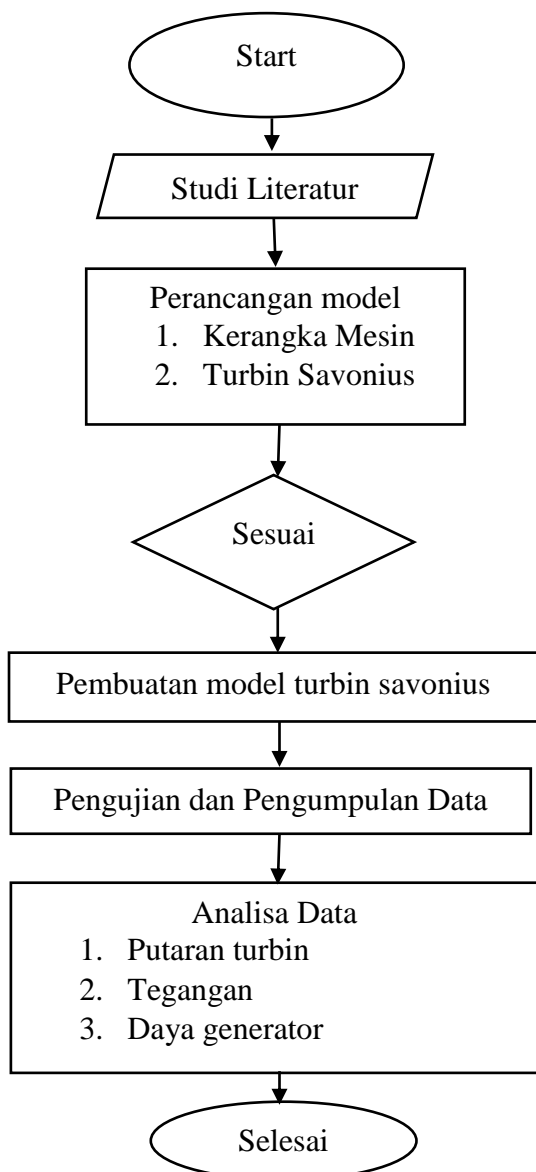 Start
Studi Literatur
Perancangan model
1. Kerangka Mesin
2. Turbin Savonius
Sesuai
Pembuatan model turbin savonius
Pengujian dan Pengumpulan Data
Analisa Data
1. Putaran turbin
2. Tegangan
3. Daya generator
Selesai